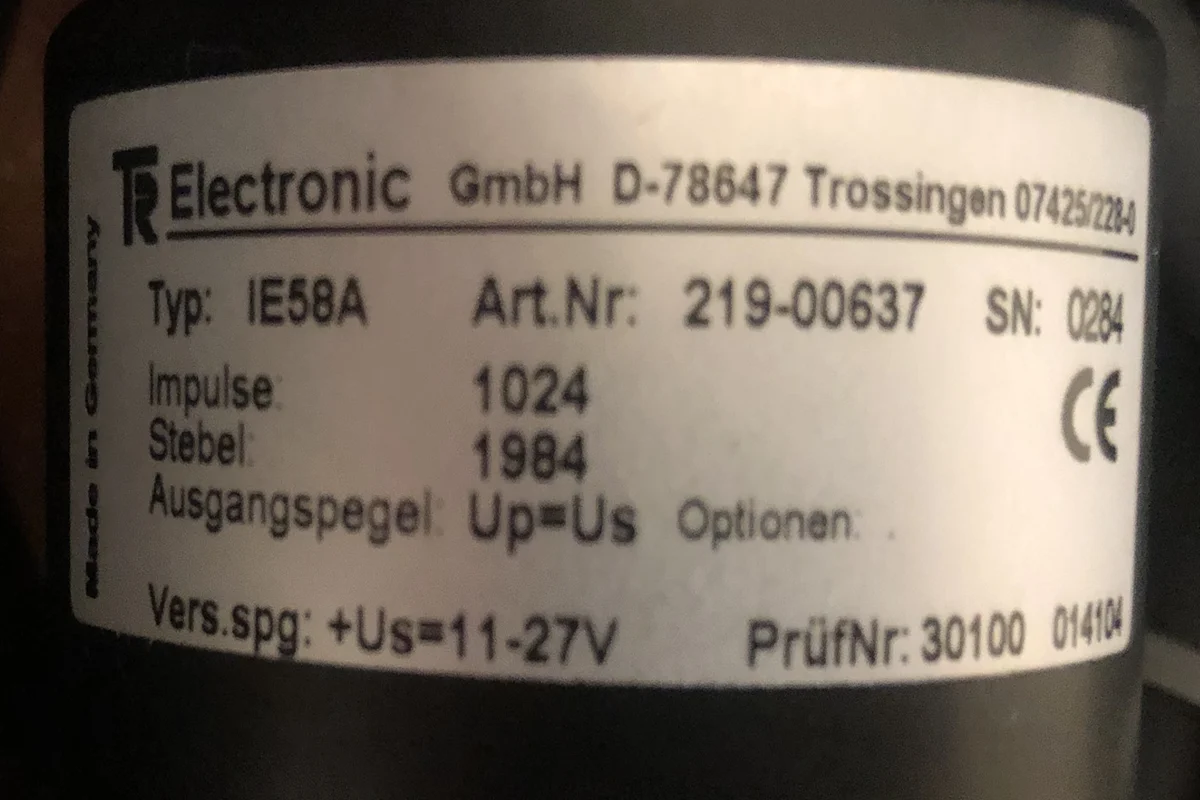 TR Electronic GmbH D-78647 Trossingen 07425/228-0
Typ: IE58A Art.Nr: 219-00637 SN: 0284
Impulse: 1024
Stebel: 1984
Ausgangspegel: Up=Us Optionen: .
Vers.spg: +Us=11-27V PrüfNr: 30100 014104
CE
Made in Germany